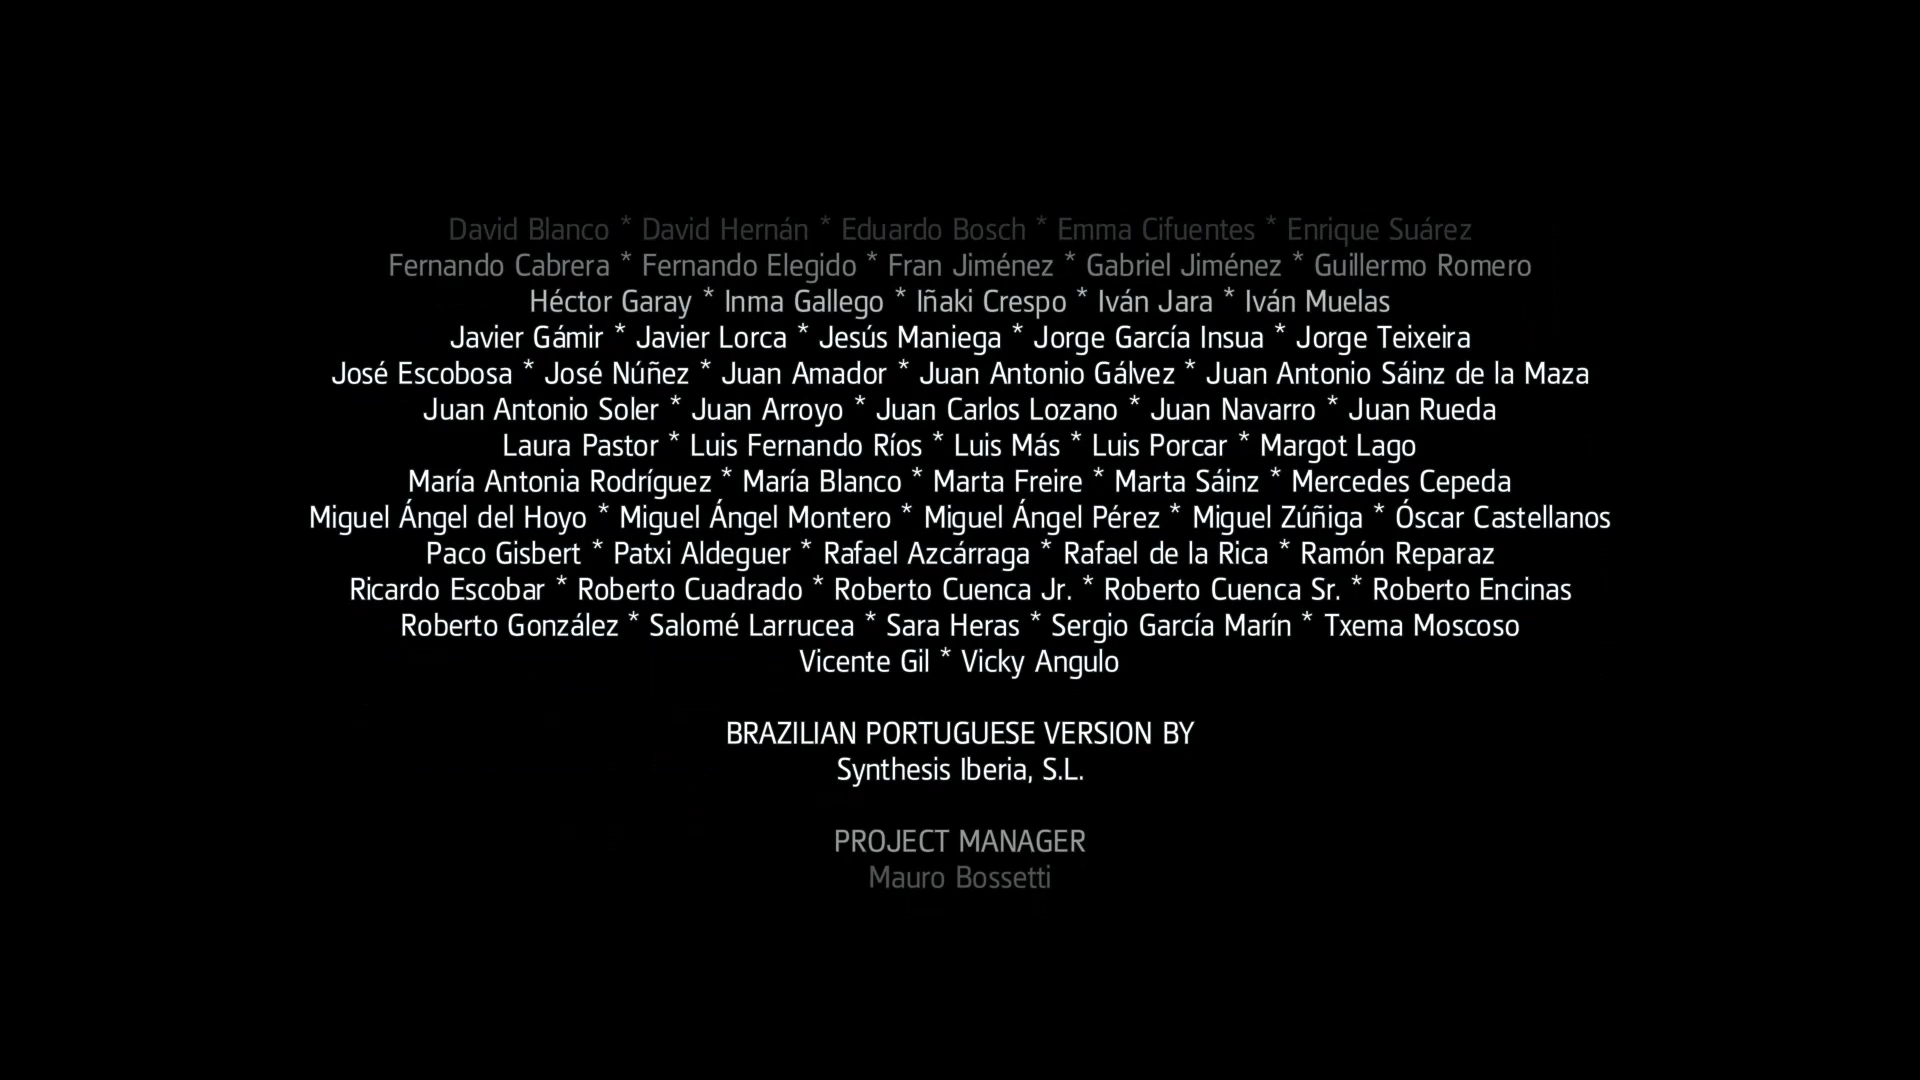 David Blanco * David Hernán * Eduardo Bosch * Emma Cifuentes * Enrique Suárez
Fernando Cabrera * Fernando Elegido * Fran Jiménez * Gabriel Jiménez * Guillermo Romero
Héctor Garay * Inma Gallego * Iñaki Crespo * Iván Jara * Iván Muelas
Javier Gámir * Javier Lorca * Jesús Maniega * Jorge García Insua * Jorge Teixeira
José Escobosa * José Núñez * Juan Amador * Juan Antonio Gálvez * Juan Antonio Sáinz de la Maza
Juan Antonio Soler * Juan Arroyo * Juan Carlos Lozano * Juan Navarro * Juan Rueda
Laura Pastor * Luis Fernando Ríos * Luis Más * Luis Porcar * Margot Lago
María Antonia Rodríguez * María Blanco * Marta Freire * Marta Sáinz * Mercedes Cepeda
Miguel Ángel del Hoyo * Miguel Ángel Montero * Miguel Ángel Pérez * Miguel Zúñiga * Óscar Castellanos
Paco Gisbert * Patxi Aldeguer * Rafael Azcárraga * Rafael de la Rica * Ramón Reparaz
Ricardo Escobar * Roberto Cuadrado * Roberto Cuenca Jr. * Roberto Cuenca Sr. * Roberto Encinas
Roberto González * Salomé Larrucea * Sara Heras * Sergio García Marín * Txema Moscoso
Vicente Gil * Vicky Angulo
BRAZILIAN PORTUGUESE VERSION BY
Synthesis Iberia, S.L.
PROJECT MANAGER
Mauro Bossetti